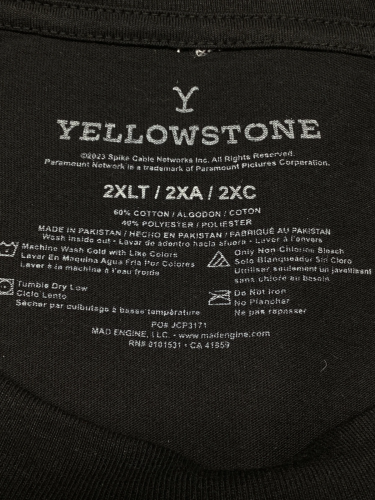 Y
YELLOWSTONE
©2023 Spike Cable Networks Inc. All Rights Reserved.
Paramount Network is a trademark of Paramount Pictures Corporation.
2XLT / 2XA / 2XC
60% COTTON / ALGODON / COTON
40% POLYESTER / POLIESTER
MADE IN PAKISTAN / HECHO EN PAKISTAN / FABRIQUÉ AU PAKISTAN
Wash inside out • Lavar de adentro hacia afuera • Laver à l'envers
Machine Wash Cold with Like Colors
Lavar En Maquina Agua Fria Por Colores
Laver à la machine à l'eau froide
Only Non-Chlorine Bleach
Solo Blanqueador Sin Cloro
Utiliser seulement un javellisant
sans chlore au besoin
Tumble Dry Low
Ciclo Lento
Sécher par culbutage à basse température
Do Not Iron
No Planchar
Ne pas repasser
PO# JCP3171
MAD ENGINE, LLC. • www.madengine.com
RN# 0101531 • CA 41859